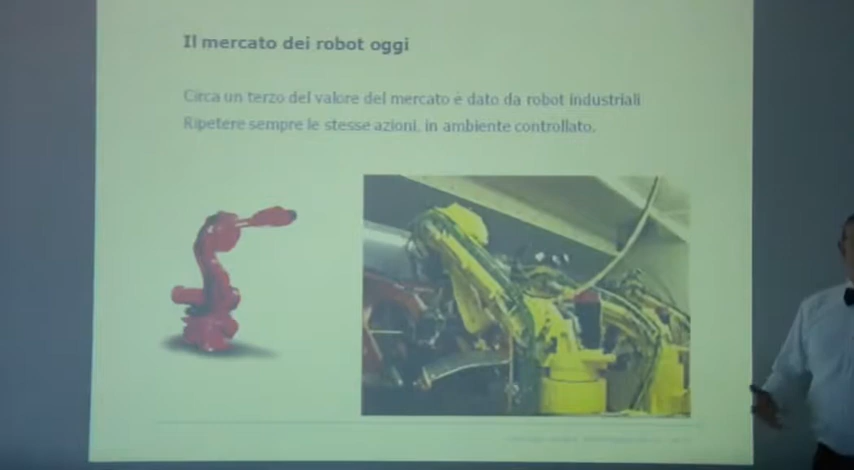 Il mercato dei robot oggi
Circa un terzo del valore del mercato è dato da robot industriali
Ripetere sempre le stesse azioni, in ambiente controllato.